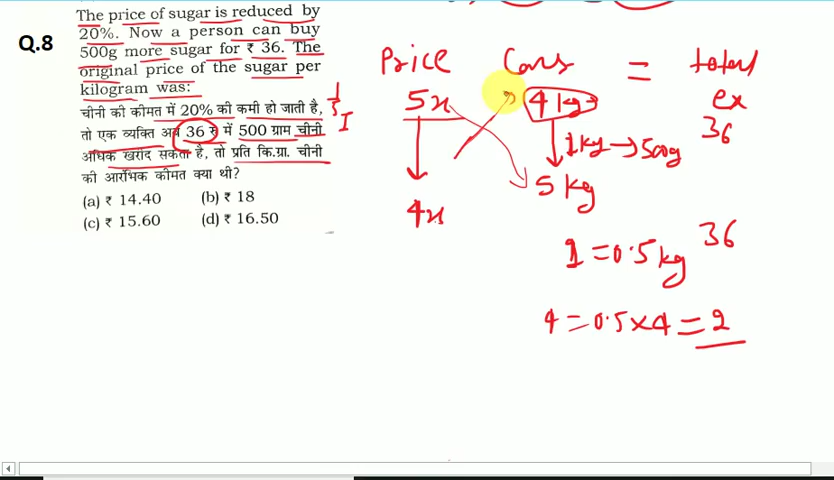 Q.8
The price of sugar is reduced by
20%. Now a person can buy
500g more sugar for ₹ 36. The
original price of the sugar per
kilogram was:
चीनी की कीमत में 20% की कमी हो जाती है,
तो एक व्यक्ति अब 36 रु में 500 ग्राम चीनी
अधिक खरीद सकता है, तो प्रति कि.ग्रा. चीनी
की आरंभिक कीमत क्या थी?
(a) ₹ 14.40 (b) ₹ 18
(c) ₹ 15.60 (d) ₹ 16.50
1/5
Price Cons = total
5x 4 kg ex
36
1kg → 500g
4x 5 kg
36
1 = 0.5 kg
4 = 0.5 × 4 = 2